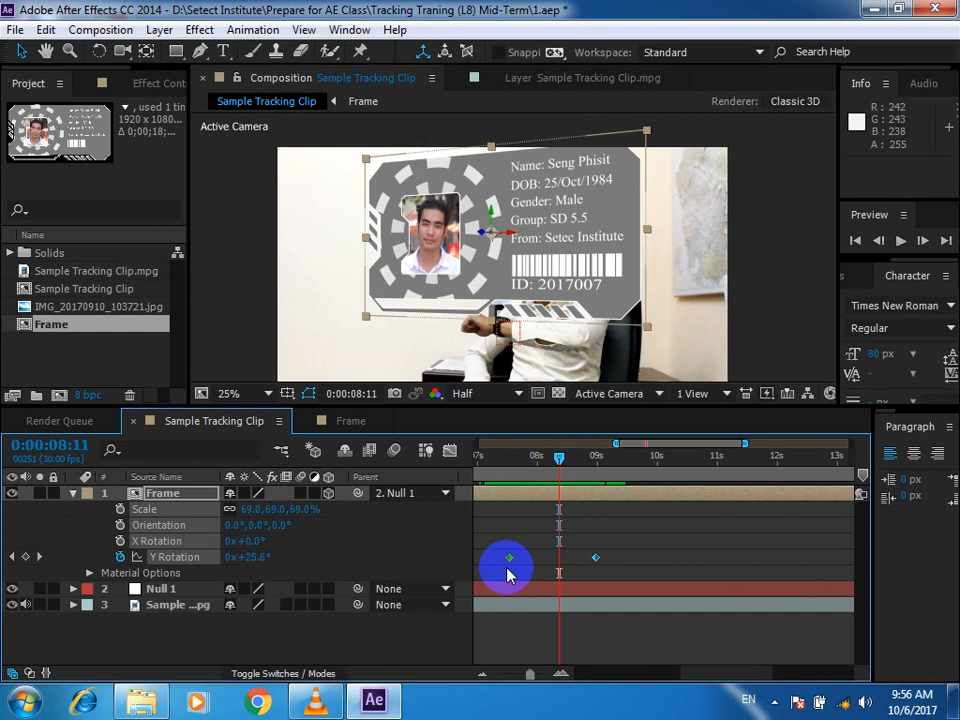 Adobe After Effects CC 2014 - D:\Setect Institute\Prepare for AE Class\Tracking Traning (L8) Mid-Term\1.aep *
File Edit Composition Layer Effect Animation View Window Help
Snappi Workspace: Standard Search Help
Project Effect Cont
Composition Sample Tracking Clip
Layer Sample Tracking Clip.mpg
Info Audio
Sample Tracking Clip Frame Renderer: Classic 3D
, used 1 tin
1920 x 1080...
Δ 0;00;18;...
Active Camera
R: 242
G: 243
B: 238
A: 255
Name: Seng Phisit
DOB: 25/Oct/1984
Gender: Male
Group: SD 5.5
From: Setec Institute
ID: 2017007
Name
Solids
Sample Tracking Clip.mpg
Sample Tracking Clip
IMG_20170910_103721.jpg
Frame
Preview
Character
Times New Roman
Regular
80 px
8 bpc
25% 0:00:08:11 Half Active Camera 1 View
Render Queue Sample Tracking Clip Frame
Paragraph
0:00:08:11
00251 (30.00 fps)
# Source Name Parent
7s 08s 09s 10s 11s 12s 13s
0 px
0 px
1 Frame 2. Null 1
Scale 69.0,69.0,69.0%
Orientation 0.0°,0.0°,0.0°
X Rotation 0x+0.0°
Y Rotation 0x+25.6°
Material Options
2 Null 1 None
3 Sample ...pg None
Toggle Switches / Modes
EN
9:56 AM
10/6/2017